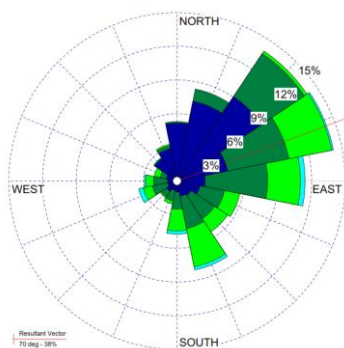 NORTH
15%
12%
9%
6%
3%
WEST
EAST
SOUTH
Resultant Vector
70 deg - 38%